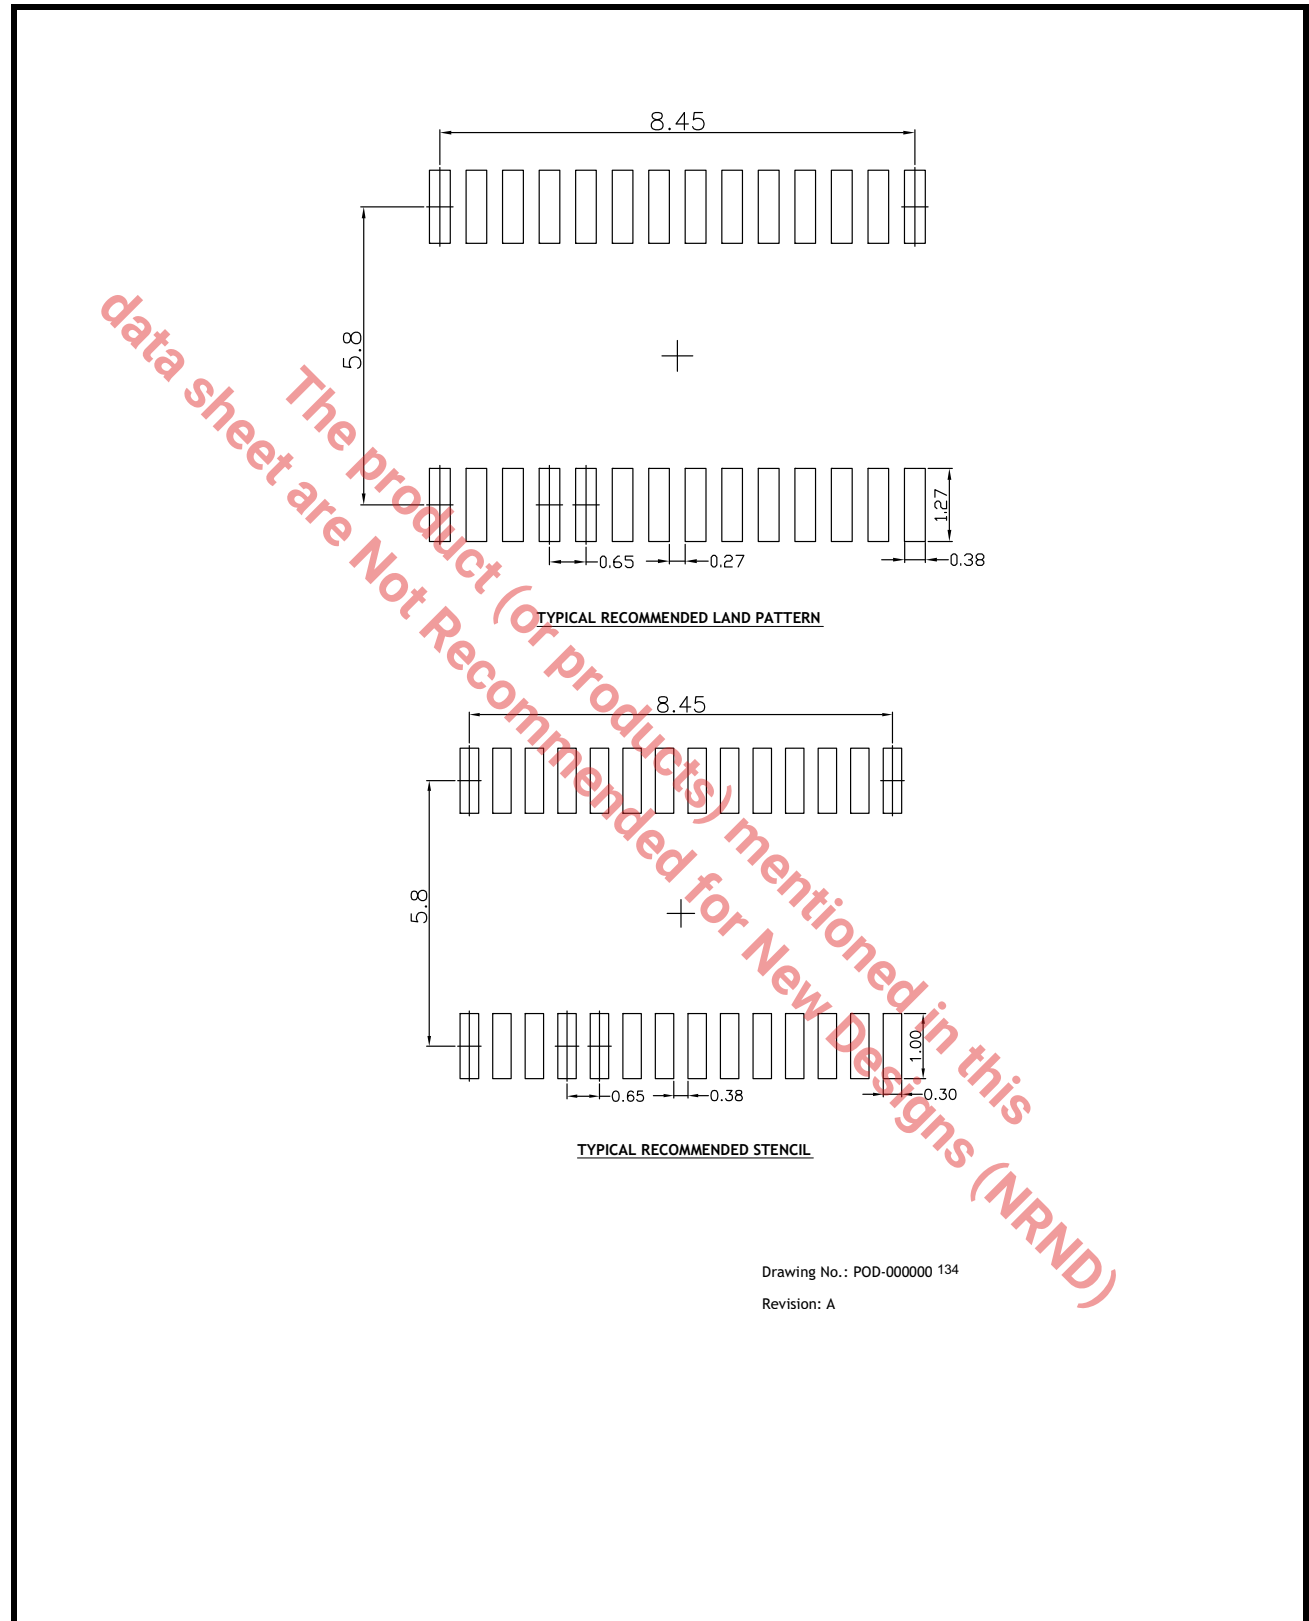 8.45
5.8
1.27
0.65
0.27
0.38
TYPICAL RECOMMENDED LAND PATTERN
8.45
5.8
1.00
0.65
0.38
0.30
TYPICAL RECOMMENDED STENCIL
The product (or products) mentioned in this
data sheet are Not Recommended for New Designs (NRND)
Drawing No.: POD-000000 134
Revision: A